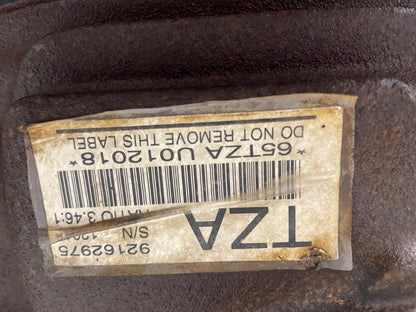 92162975
S/N
TZA
RATIO 3.46:1
*65TZA U012018*
DO NOT REMOVE THIS LABEL